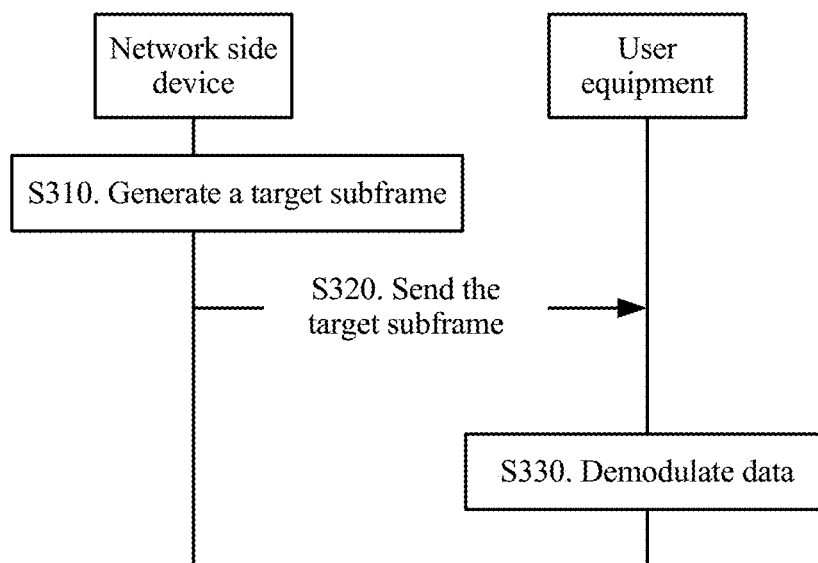 Network side
device
User
equipment
S310. Generate a target subframe
S320. Send the
target subframe
S330. Demodulate data